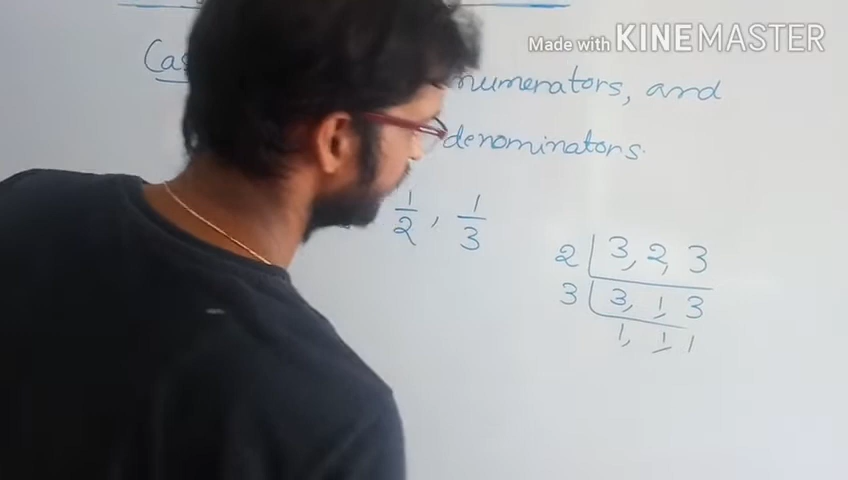 Made with KINEMASTER
numerators, and
denominators.
1/2, 1/3
2 | 3, 2, 3
3 | 3, 1, 3
1, 1, 1